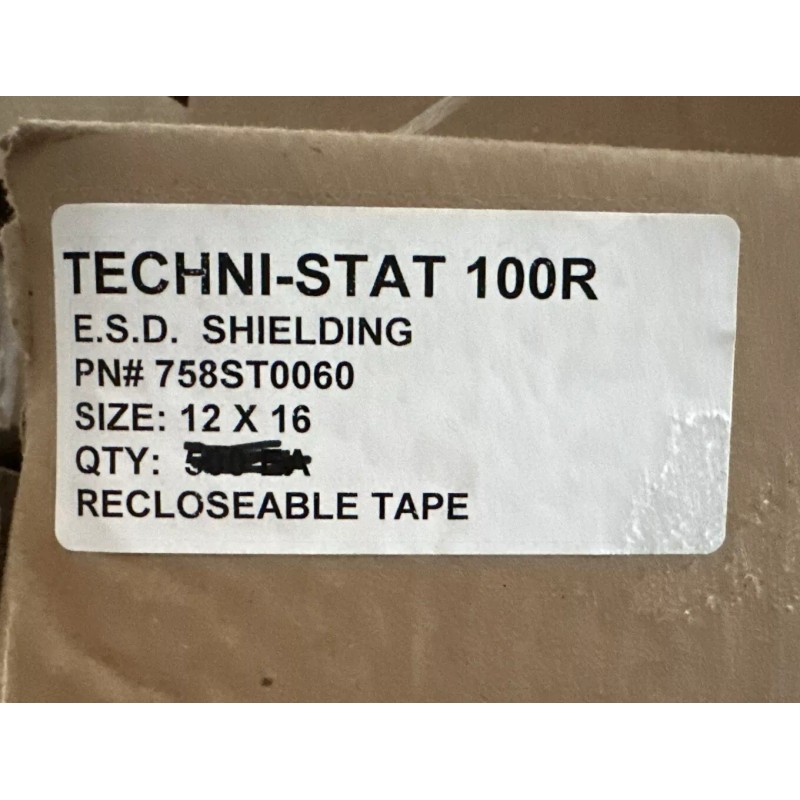 TECHNI-STAT 100R
E.S.D. SHIELDING
PN# 758ST0060
SIZE: 12 X 16
QTY:
RECLOSEABLE TAPE